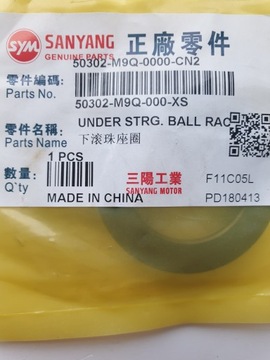 SYM SANYANG 正廠零件
GENUINE PARTS
50302-M9Q-0000-CN2
零件編碼:
Parts No.
50302-M9Q-000-XS
零件名稱: UNDER STRG. BALL RAC
Parts Name 下滚珠座圈
數量: 1 PCS
Q`ty
三陽工業 F11C05L
MADE IN CHINA SANYANG MOTOR PD180413